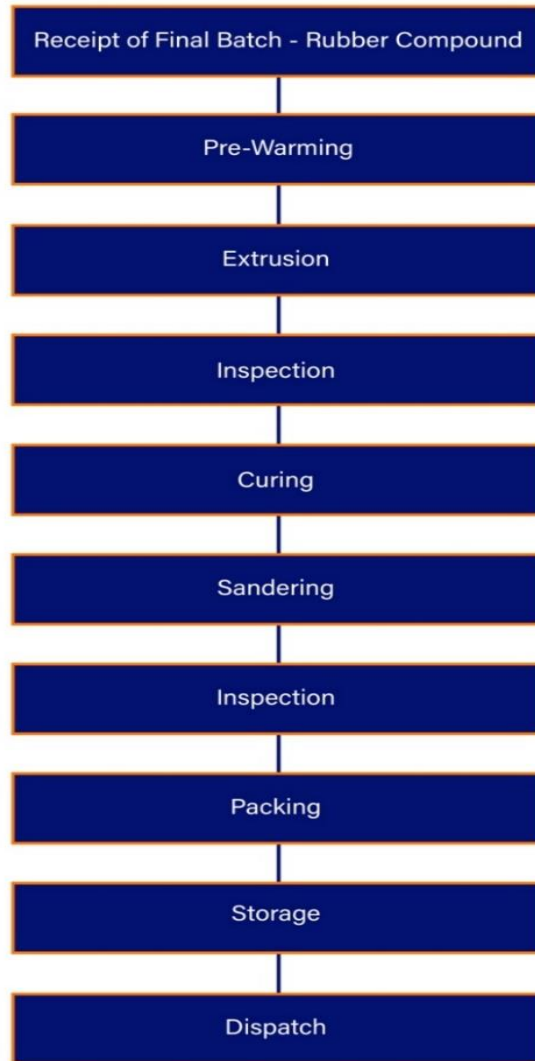 Receipt of Final Batch - Rubber Compound
Pre-Warming
Extrusion
Inspection
Curing
Sandering
Inspection
Packing
Storage
Dispatch